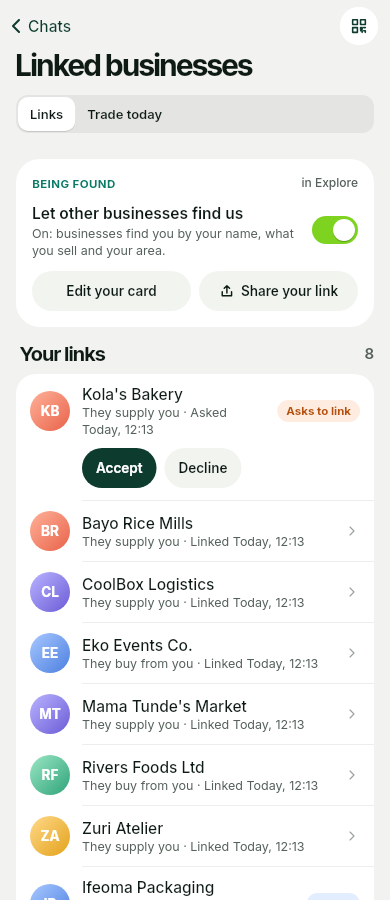 Chats
Linked businesses
Links
Trade today
BEING FOUND
in Explore
Let other businesses find us
On: businesses find you by your name, what
you sell and your area.
Edit your card
Share your link
Your links
8
KB
Kola's Bakery
They supply you · Asked
Today, 12:13
Asks to link
Accept
Decline
BR
Bayo Rice Mills
They supply you · Linked Today, 12:13
CL
CoolBox Logistics
They supply you · Linked Today, 12:13
EE
Eko Events Co.
They buy from you · Linked Today, 12:13
MT
Mama Tunde's Market
They supply you · Linked Today, 12:13
RF
Rivers Foods Ltd
They buy from you · Linked Today, 12:13
ZA
Zuri Atelier
They supply you · Linked Today, 12:13
Ifeoma Packaging